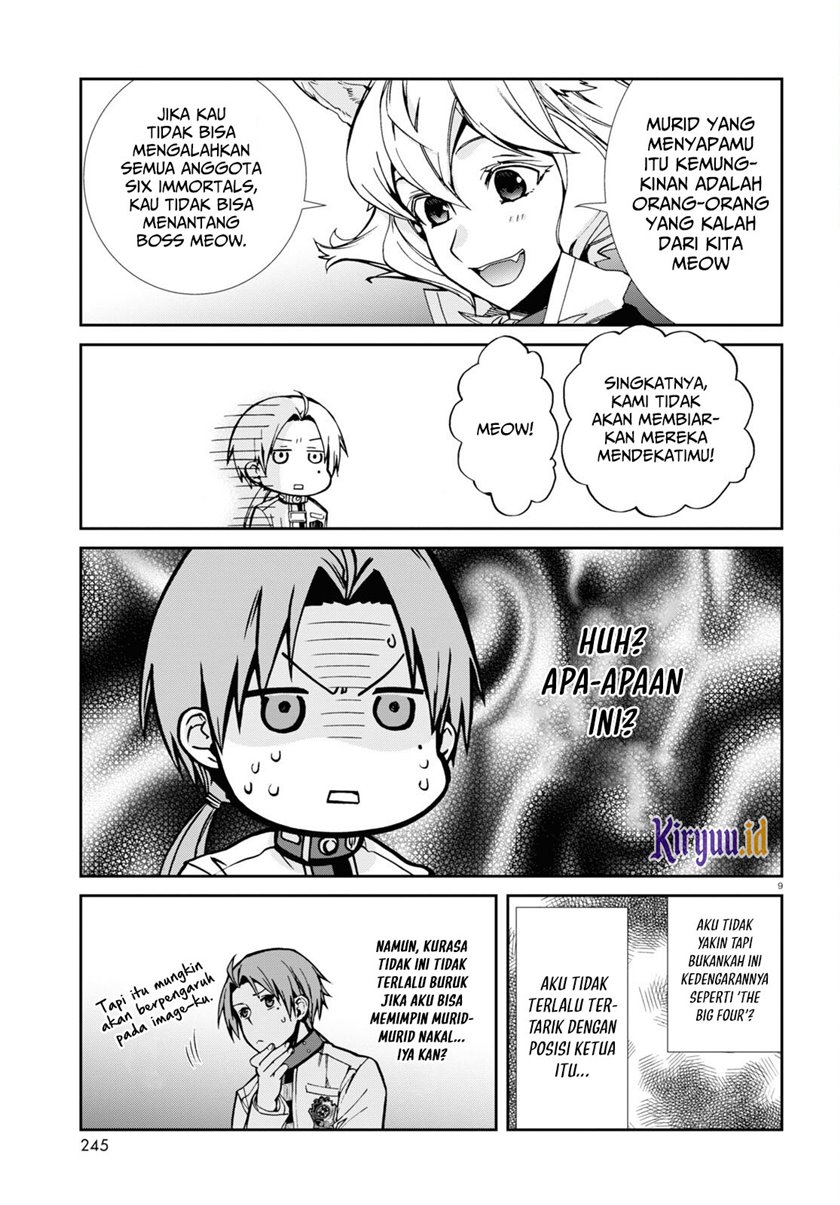 MURID YANG
MENYAPAMU
ITU KEMUNG-
KINAN ADALAH
ORANG-ORANG
YANG KALAH
DARI KITA
MEOW
JIKA KAU
TIDAK BISA
MENGALAHKAN
SEMUA ANGGOTA
SIX IMMORTALS,
KAU TIDAK BISA
MENANTANG
BOSS MEOW.
SINGKATNYA,
KAMI TIDAK
AKAN MEMBIAR-
KAN MEREKA
MENDEKATIMU!
MEOW!
HUH?
APA-APAAN
INI?
Kiryuu.id
9
AKU TIDAK
YAKIN TAPI
BUKANKAH INI
KEDENGARANNYA
SEPERTI 'THE
BIG FOUR'?
AKU TIDAK
TERLALU TER-
TARIK DENGAN
POSISI KETUA
ITU...
NAMUN, KURASA
TIDAK INI TIDAK
TERLALU BURUK
JIKA AKU BISA
MEMIMPIN MURID-
MURID NAKAL...
IYA KAN?
Tapi itu mungkin
akan berpengaruh
pada image-ku.
245